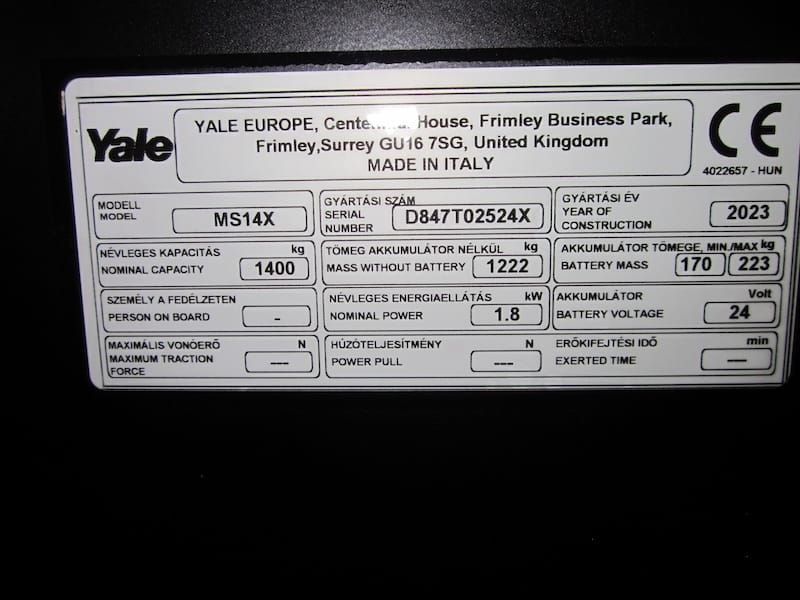 Yale
YALE EUROPE, House, Frimley Business Park,
Frimley,Surrey GU16 7SG, United Kingdom
MADE IN ITALY
CE
4022657 - HUN
MODELL
MODEL
MS14X
GYÁRTÁSI SZÁM
SERIAL
NUMBER
D847T02524X
GYÁRTÁSI ÉV
YEAR OF
CONSTRUCTION
2023
NÉVLEGES KAPACITÁS kg
NOMINAL CAPACITY 1400
TÖMEG AKKUMULÁTOR NÉLKÜL kg
MASS WITHOUT BATTERY 1222
AKKUMULÁTOR TÖMEGE, MIN./MAX kg
BATTERY MASS 170 223
SZEMÉLY A FEDÉLZETEN
PERSON ON BOARD -
NÉVLEGES ENERGIAELLÁTÁS kW
NOMINAL POWER 1.8
AKKUMULÁTOR Volt
BATTERY VOLTAGE 24
MAXIMÁLIS VONÓERŐ N
MAXIMUM TRACTION
FORCE ---
HÚZÓTELJESÍTMÉNY N
POWER PULL ---
ERŐKIFEJTÉSI IDŐ min
EXERTED TIME ---